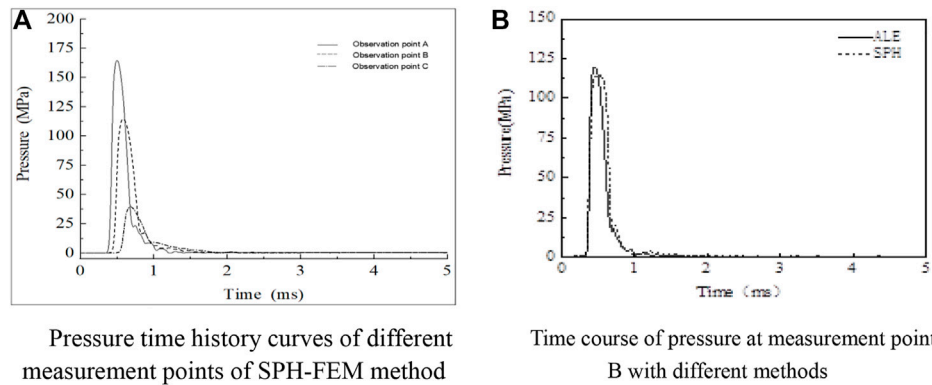 A
Observation point A
Observation point B
Observation point C
Pressure (MPa)
200
175
150
125
100
75
50
25
0
0 1 2 3 4 5
Time (ms)
Pressure time history curves of different
measurement points of SPH-FEM method
B
ALE
SPH
Pressure(MPa)
150
125
100
75
50
25
0
0 1 2 3 4 5
Time (ms)
Time course of pressure at measurement point
B with different methods